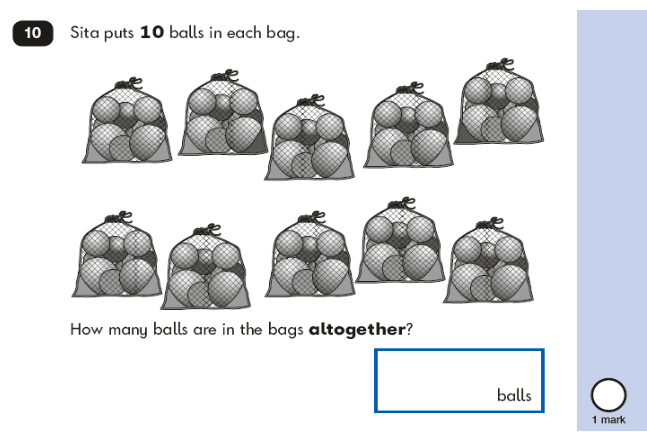 10 Sita puts 10 balls in each bag.
How many balls are in the bags altogether?
balls
1 mark